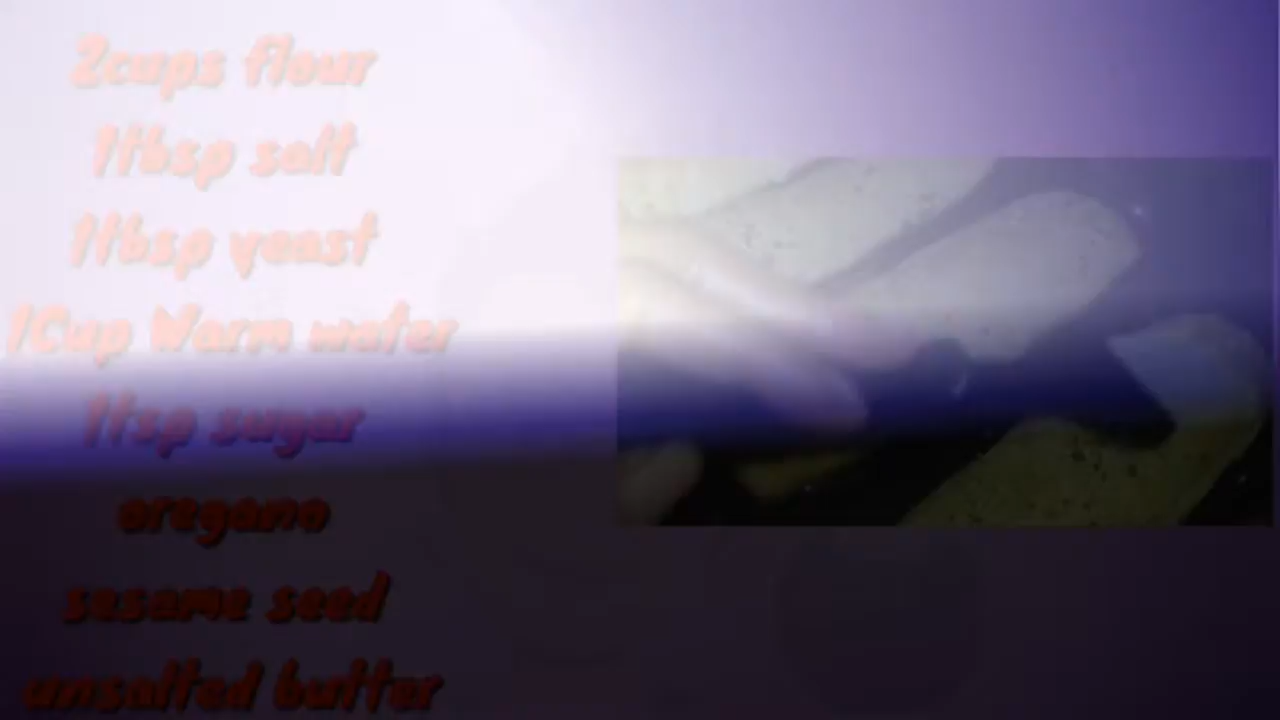 2cups flour
1tbsp salt
1tbsp yeast
1Cup Warm water
1tsp sugar
oregano
sesame seed
unsalted butter